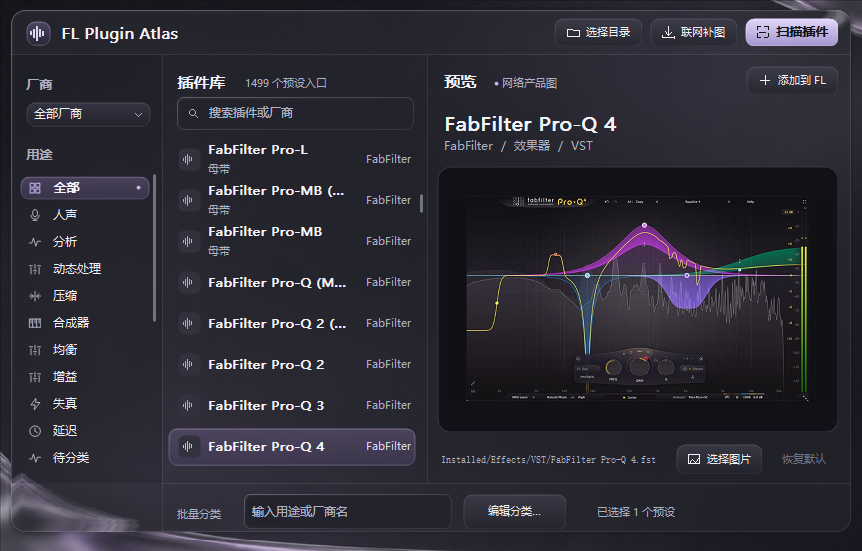 FL Plugin Atlas
选择目录
联网补图
扫描插件
厂商
全部厂商
用途
全部
人声
分析
动态处理
压缩
合成器
均衡
增益
失真
延迟
待分类
插件库 1499 个预设入口
搜索插件或厂商
FabFilter Pro-L
母带
FabFilter
FabFilter Pro-MB (...
母带
FabFilter
FabFilter Pro-MB
母带
FabFilter
FabFilter Pro-Q (M...
FabFilter
FabFilter Pro-Q 2 (...
FabFilter
FabFilter Pro-Q 2
FabFilter
FabFilter Pro-Q 3
FabFilter
FabFilter Pro-Q 4
FabFilter
预览 • 网络产品图
添加到 FL
FabFilter Pro-Q 4
FabFilter / 效果器 / VST
fabfilter Pro·Q4
Help
FREQ
GAIN
Q
Installed/Effects/VST/FabFilter Pro-Q 4.fst
选择图片
恢复默认
批量分类
输入用途或厂商名
编辑分类...
已选择 1 个预设